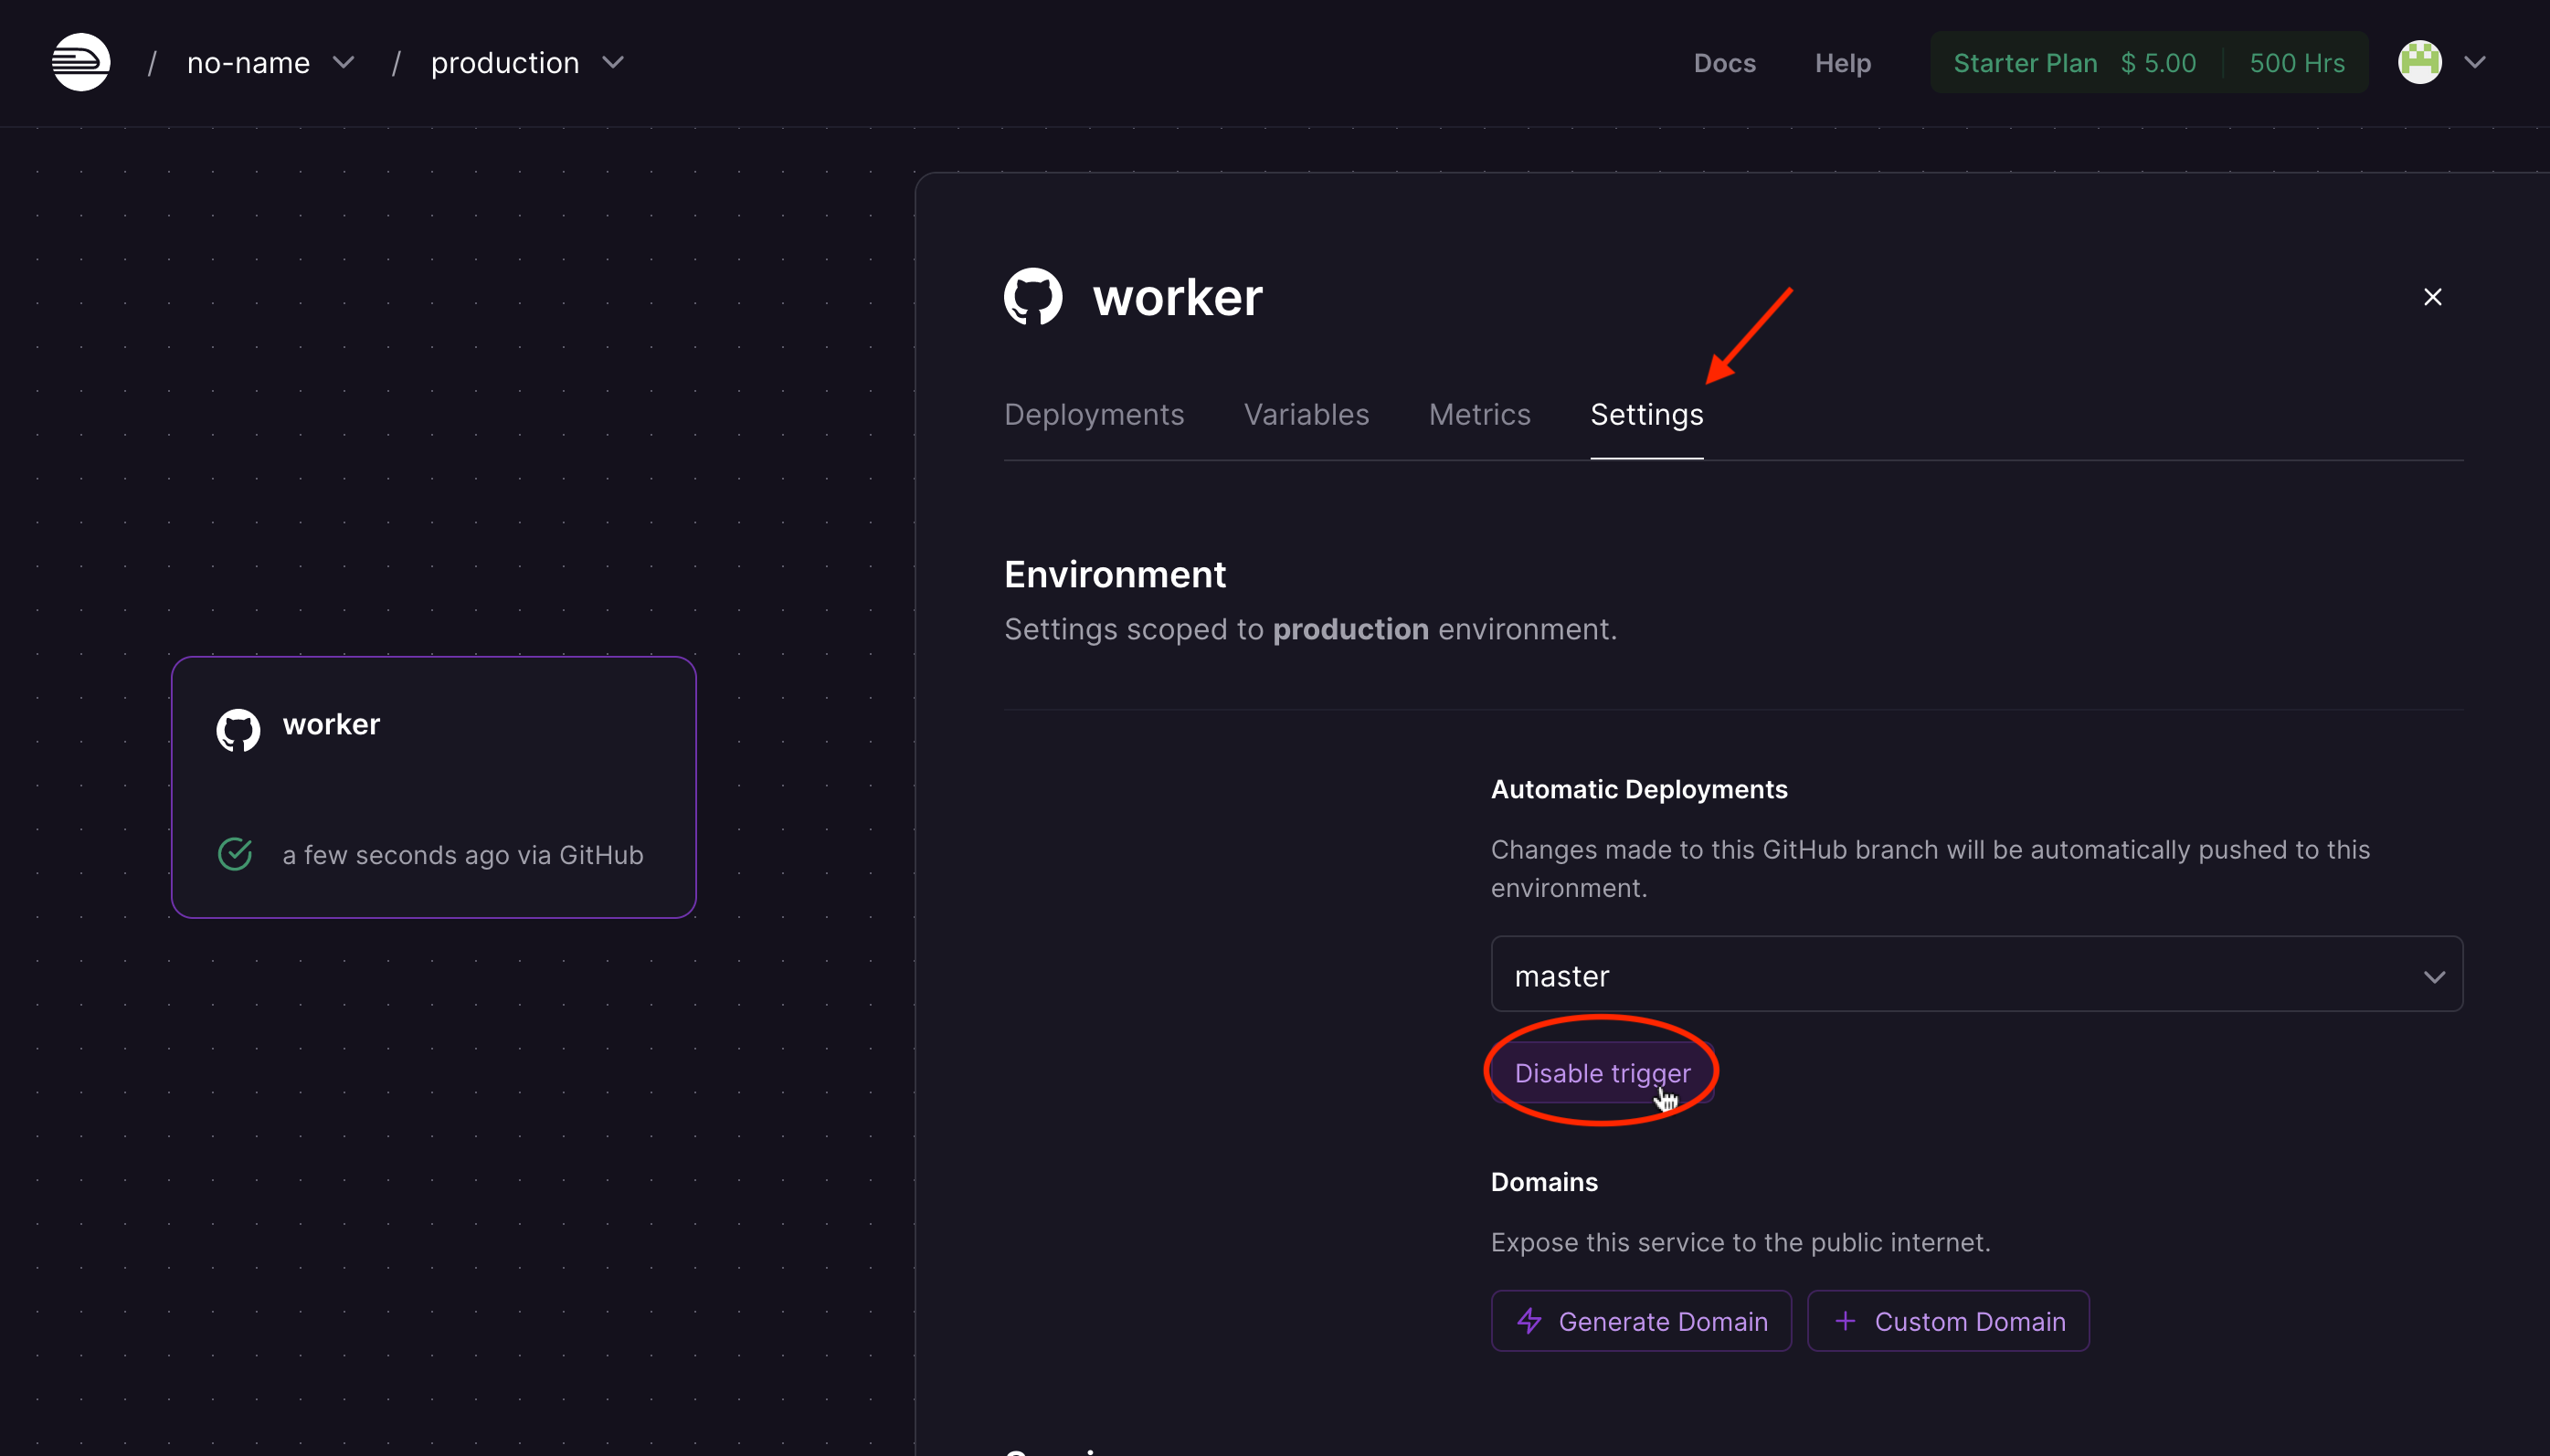 / no-name / production Docs Help Starter Plan $ 5.00 500 Hrs
worker
Deployments Variables Metrics Settings
Environment
Settings scoped to production environment.
worker
a few seconds ago via GitHub
Automatic Deployments
Changes made to this GitHub branch will be automatically pushed to this
environment.
master
Disable trigger
Domains
Expose this service to the public internet.
Generate Domain + Custom Domain